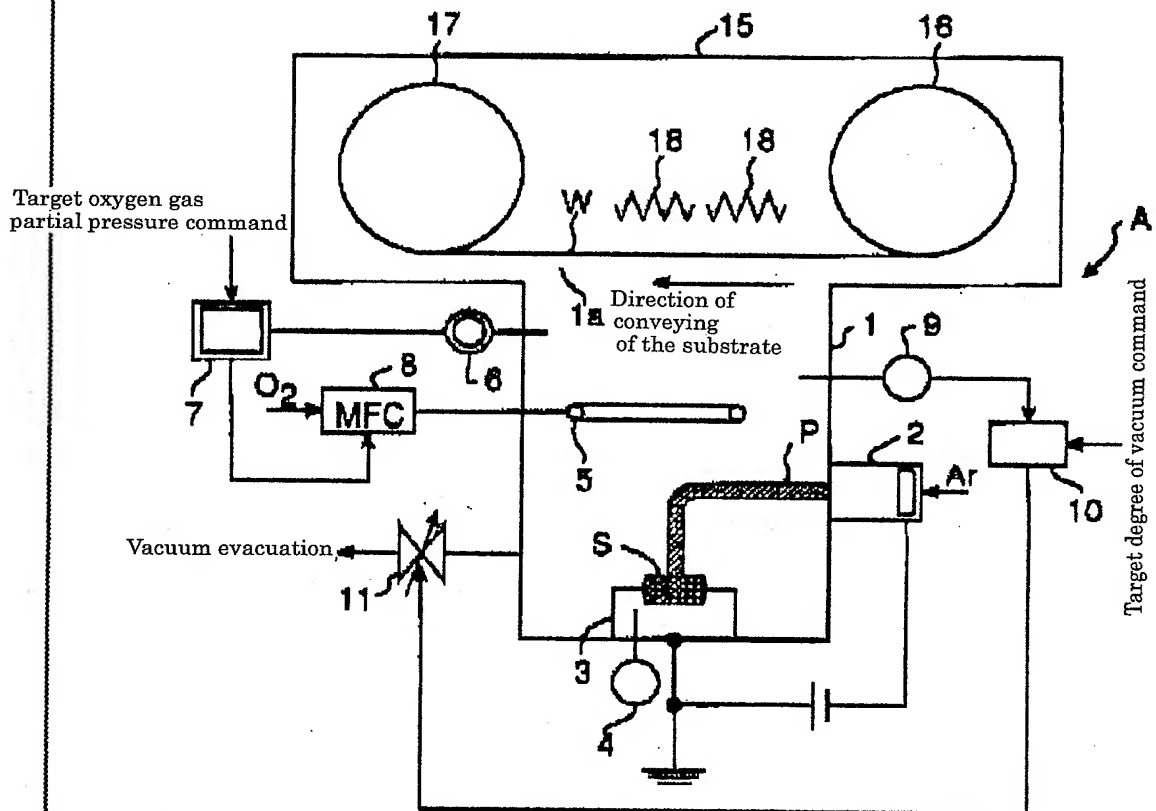 17
15
16
18 18
W
Target oxygen gas
partial pressure command
A
1a
Direction of
conveying
of the substrate
1
9
6
7
O2
8
MFC
5
P
2
Ar
10
Target degree of vacuum command
Vacuum evacuation
11
S
3
4